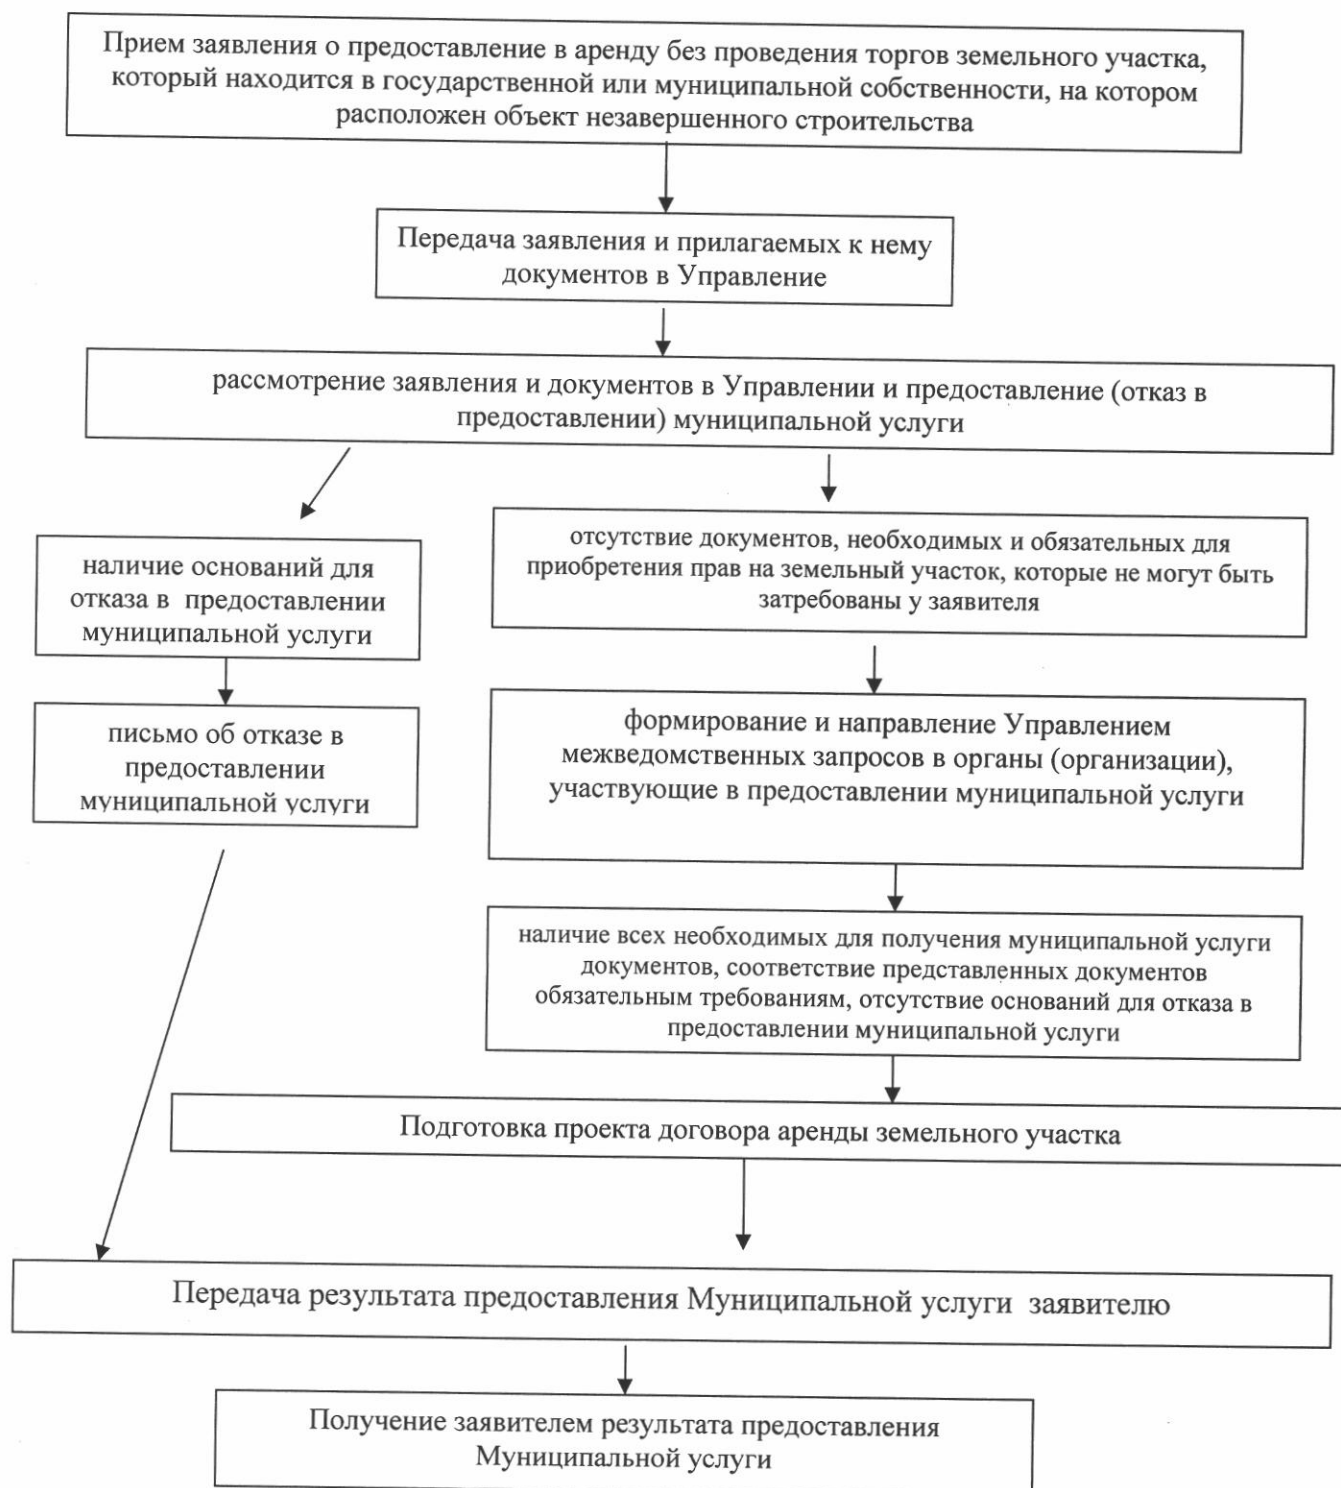 Прием заявления о предоставление в аренду без проведения торгов земельного участка,
который находится в государственной или муниципальной собственности, на котором
расположен объект незавершенного строительства
Передача заявления и прилагаемых к нему
документов в Управление
рассмотрение заявления и документов в Управлении и предоставление (отказ в
предоставлении) муниципальной услуги
наличие оснований для
отказа в предоставлении
муниципальной услуги
письмо об отказе в
предоставлении
муниципальной услуги
отсутствие документов, необходимых и обязательных для
приобретения прав на земельный участок, которые не могут быть
затребованы у заявителя
формирование и направление Управлением
межведомственных запросов в органы (организации),
участвующие в предоставлении муниципальной услуги
наличие всех необходимых для получения муниципальной услуги
документов, соответствие представленных документов
обязательным требованиям, отсутствие оснований для отказа в
предоставлении муниципальной услуги
Подготовка проекта договора аренды земельного участка
Передача результата предоставления Муниципальной услуги заявителю
Получение заявителем результата предоставления
Муниципальной услуги